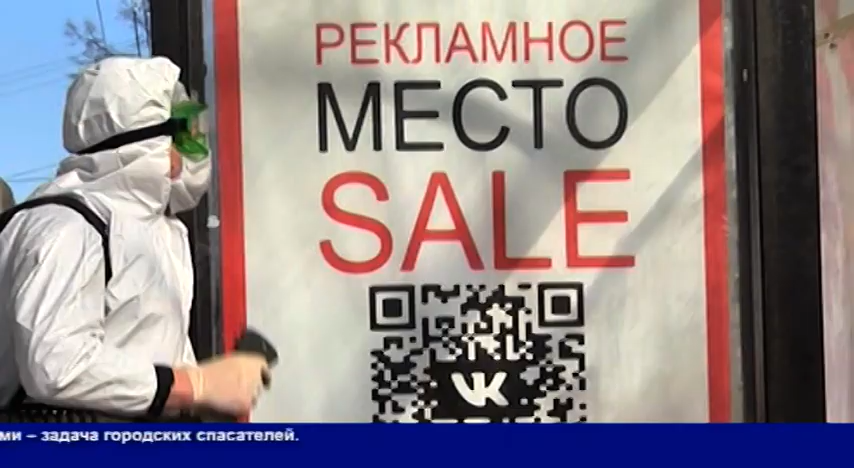 РЕКЛАМНОЕ
МЕСТО
SALE
VK
ми – задача городских спасателей.